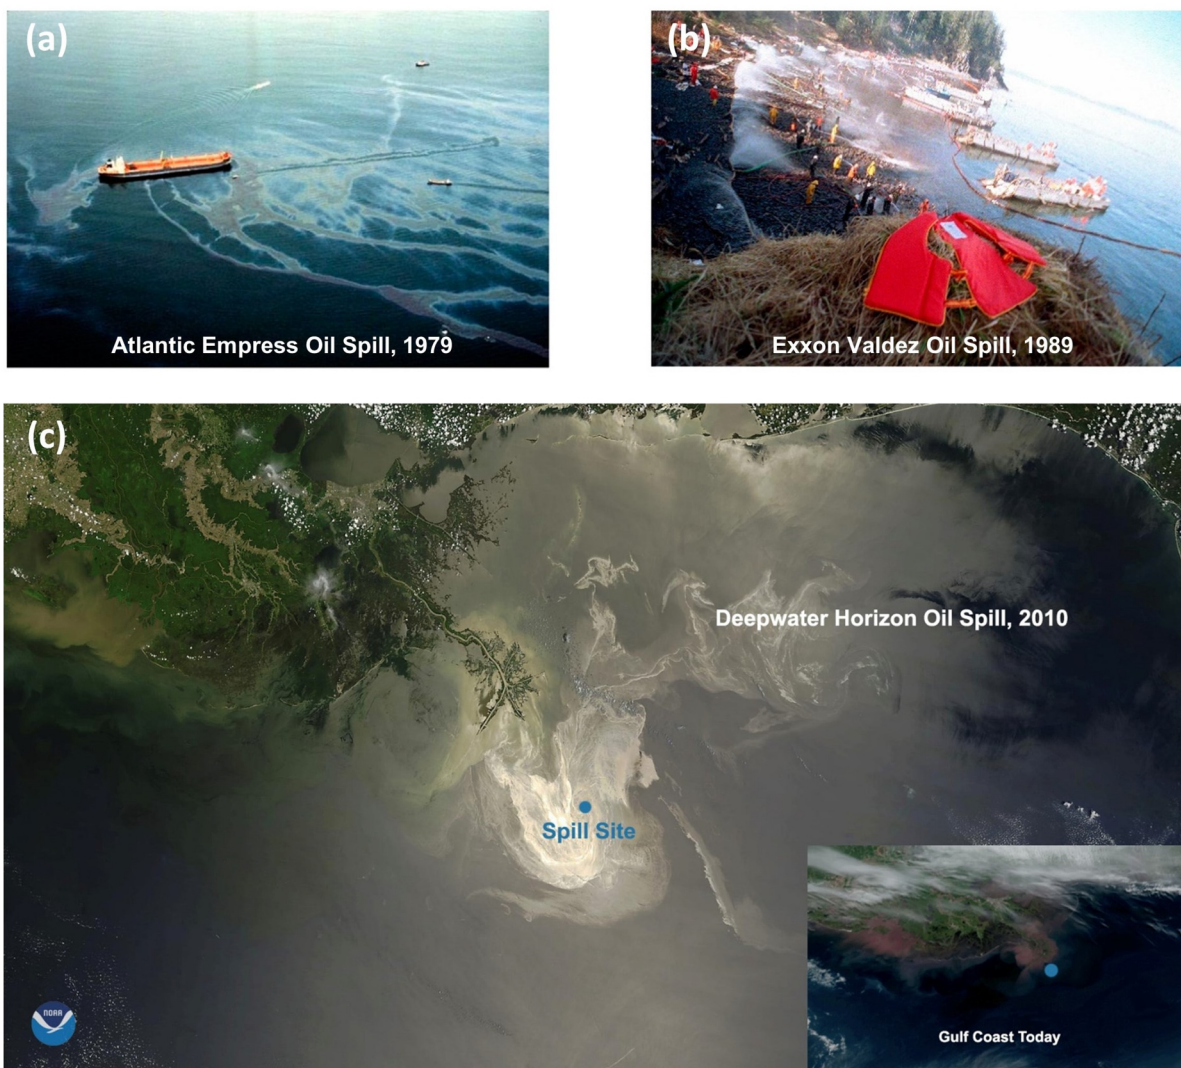 (a)
Atlantic Empress Oil Spill, 1979
(b)
Exxon Valdez Oil Spill, 1989
(c)
Deepwater Horizon Oil Spill, 2010
Spill Site
NOAA
Gulf Coast Today